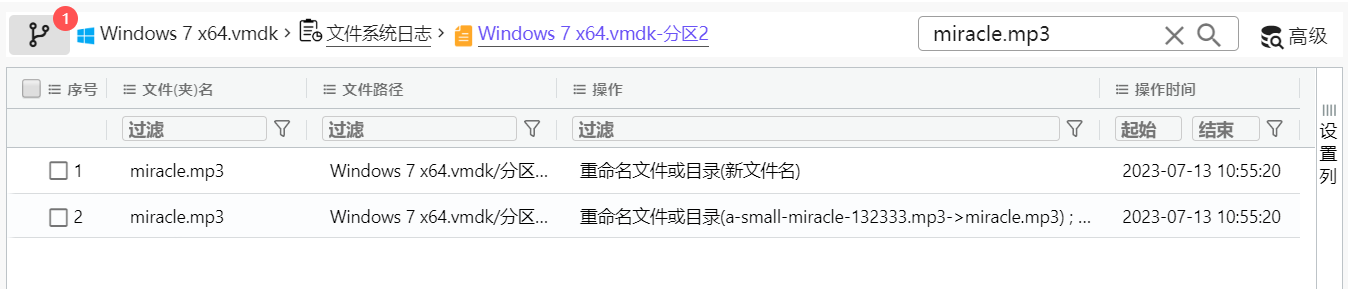 1
Windows 7 x64.vmdk › 文件系统日志 › Windows 7 x64.vmdk-分区2
miracle.mp3
高级
序号 文件(夹)名 文件路径 操作 操作时间
过滤 过滤 过滤 起始 结束
1 miracle.mp3 Windows 7 x64.vmdk/分区... 重命名文件或目录(新文件名) 2023-07-13 10:55:20
2 miracle.mp3 Windows 7 x64.vmdk/分区... 重命名文件或目录(a-small-miracle-132333.mp3->miracle.mp3) ; ... 2023-07-13 10:55:20
设置列